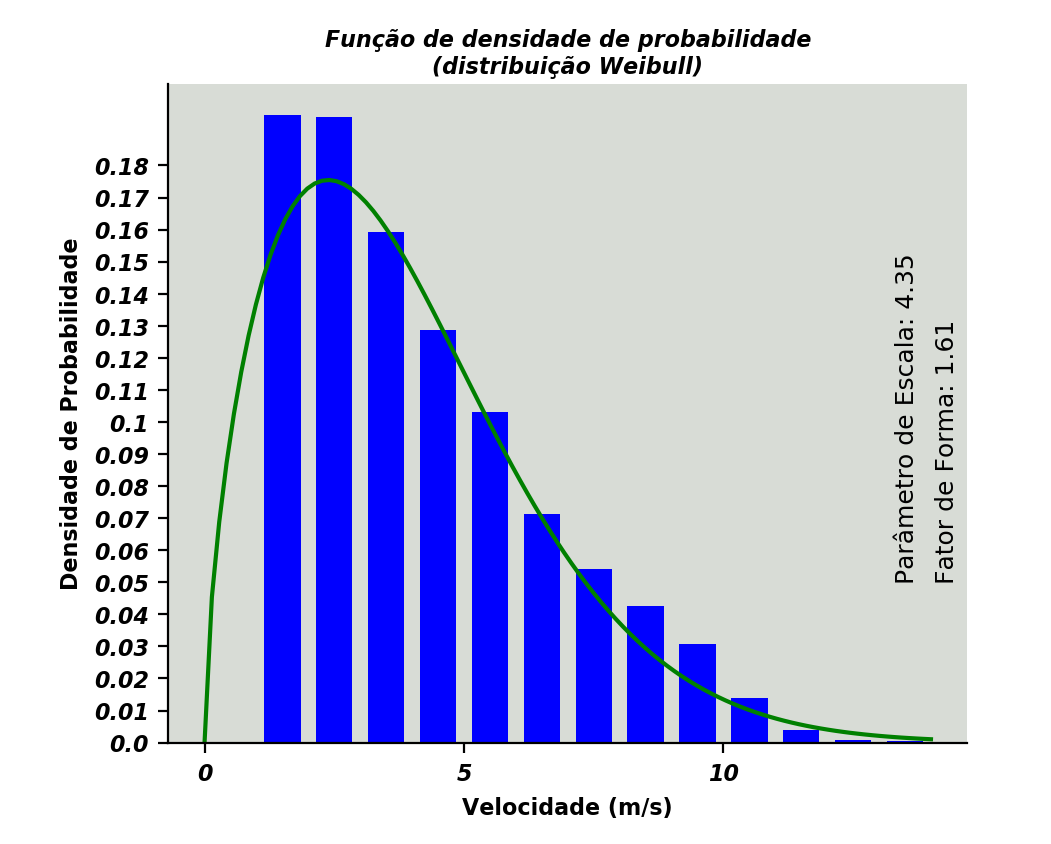 Função de densidade de probabilidade
(distribuição Weibull)
0.18
0.17
0.16
0.15
0.14
0.13
0.12
0.11
0.1
0.09
0.08
0.07
0.06
0.05
0.04
0.03
0.02
0.01
0.0
Densidade de Probabilidade
Parâmetro de Escala: 4.35
Fator de Forma: 1.61
0 5 10
Velocidade (m/s)